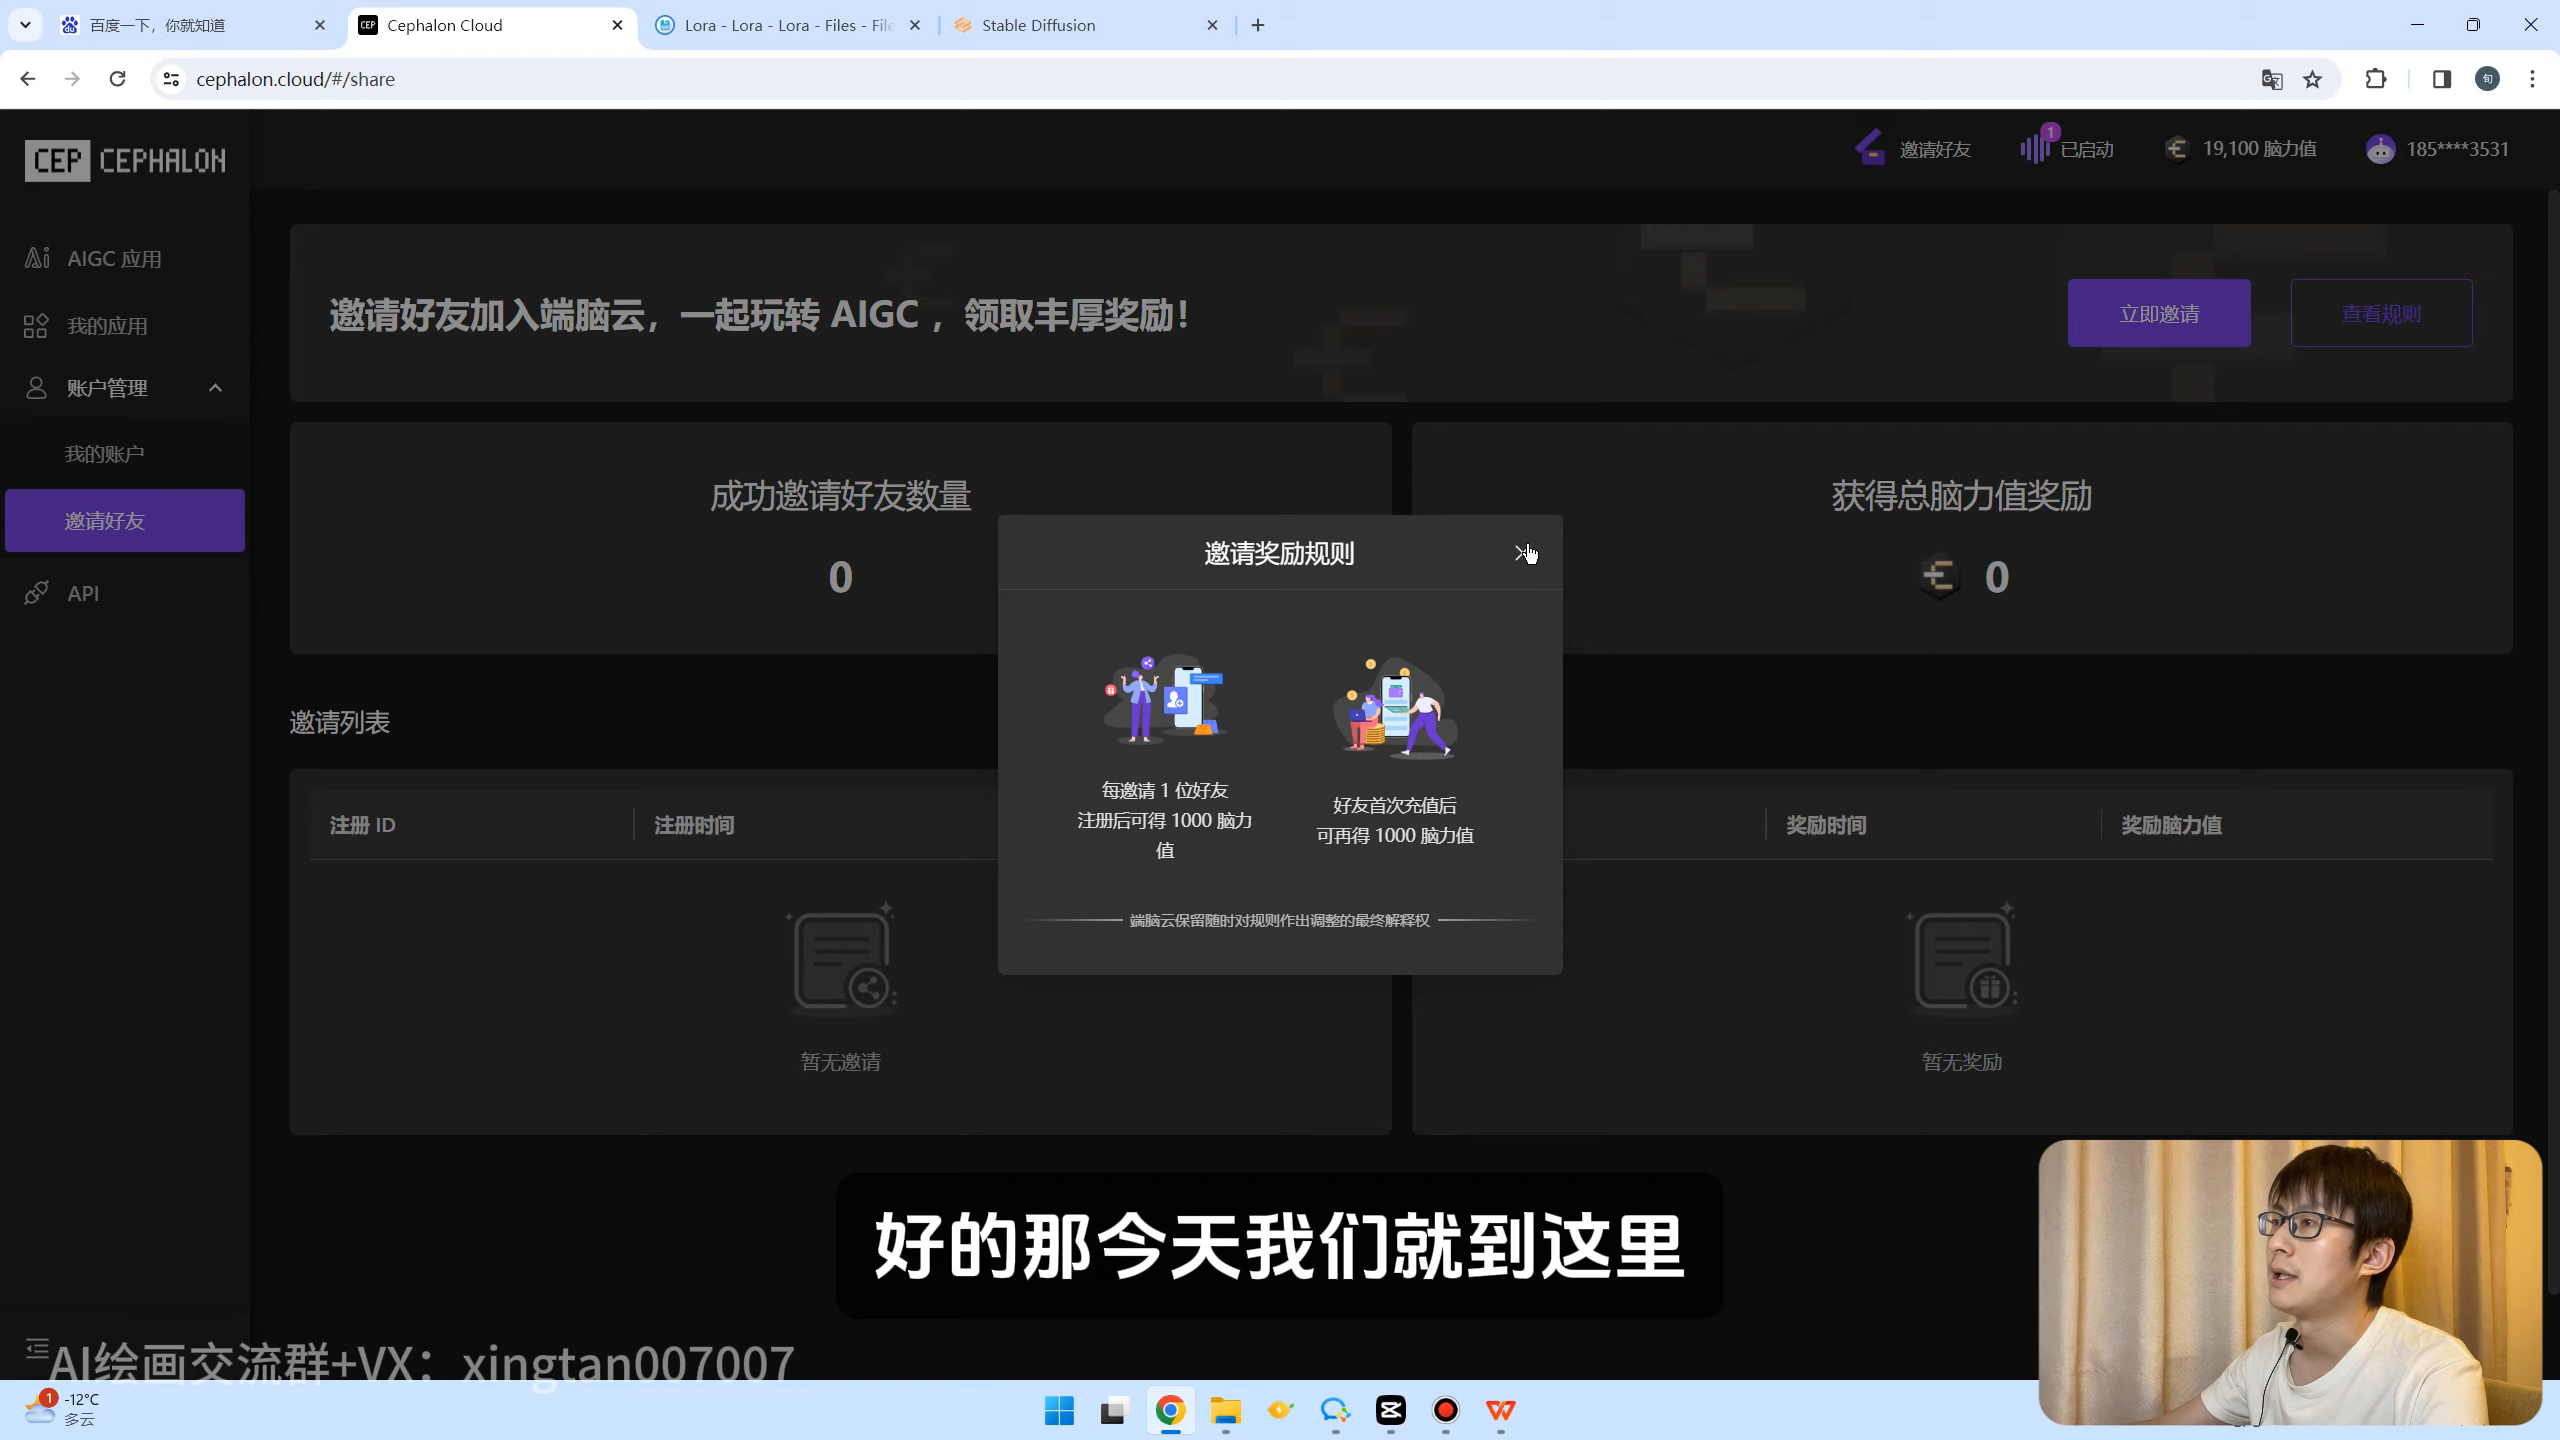 百度一下，你就知道
Cephalon Cloud
Lora - Lora - Lora - Files - File
Stable Diffusion
cephalon.cloud/#/share
CEP CEPHALON
邀请好友
1
已启动
19,100 脑力值
185****3531
AIGC 应用
我的应用
账户管理
我的账户
邀请好友
API
邀请好友加入端脑云，一起玩转 AIGC ，领取丰厚奖励！
立即邀请
查看规则
成功邀请好友数量
0
获得总脑力值奖励
0
邀请奖励规则
每邀请 1 位好友
注册后可得 1000 脑力
值
好友首次充值后
可再得 1000 脑力值
端脑云保留随时对规则作出调整的最终解释权
邀请列表
注册 ID
注册时间
奖励时间
奖励脑力值
暂无邀请
暂无奖励
好的那今天我们就到这里
AI绘画交流群+VX：xingtan007007
1
-12°C
多云